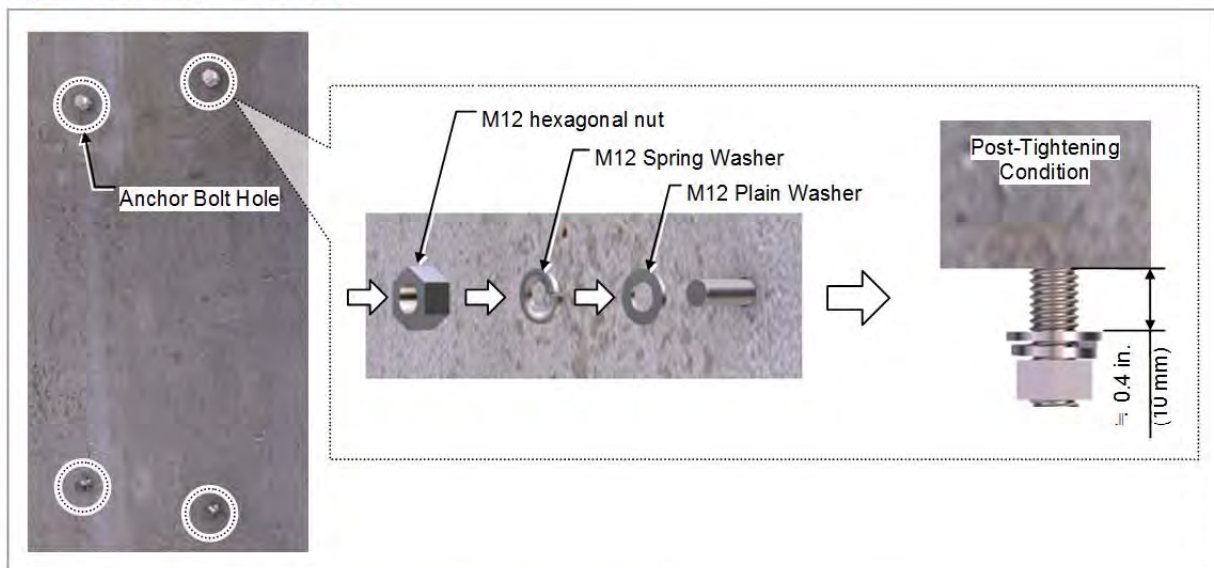 Anchor Bolt Hole
M12 hexagonal nut
M12 Spring Washer
M12 Plain Washer
Post-Tightening
Condition
≒ 0.4 in.
(10 mm)